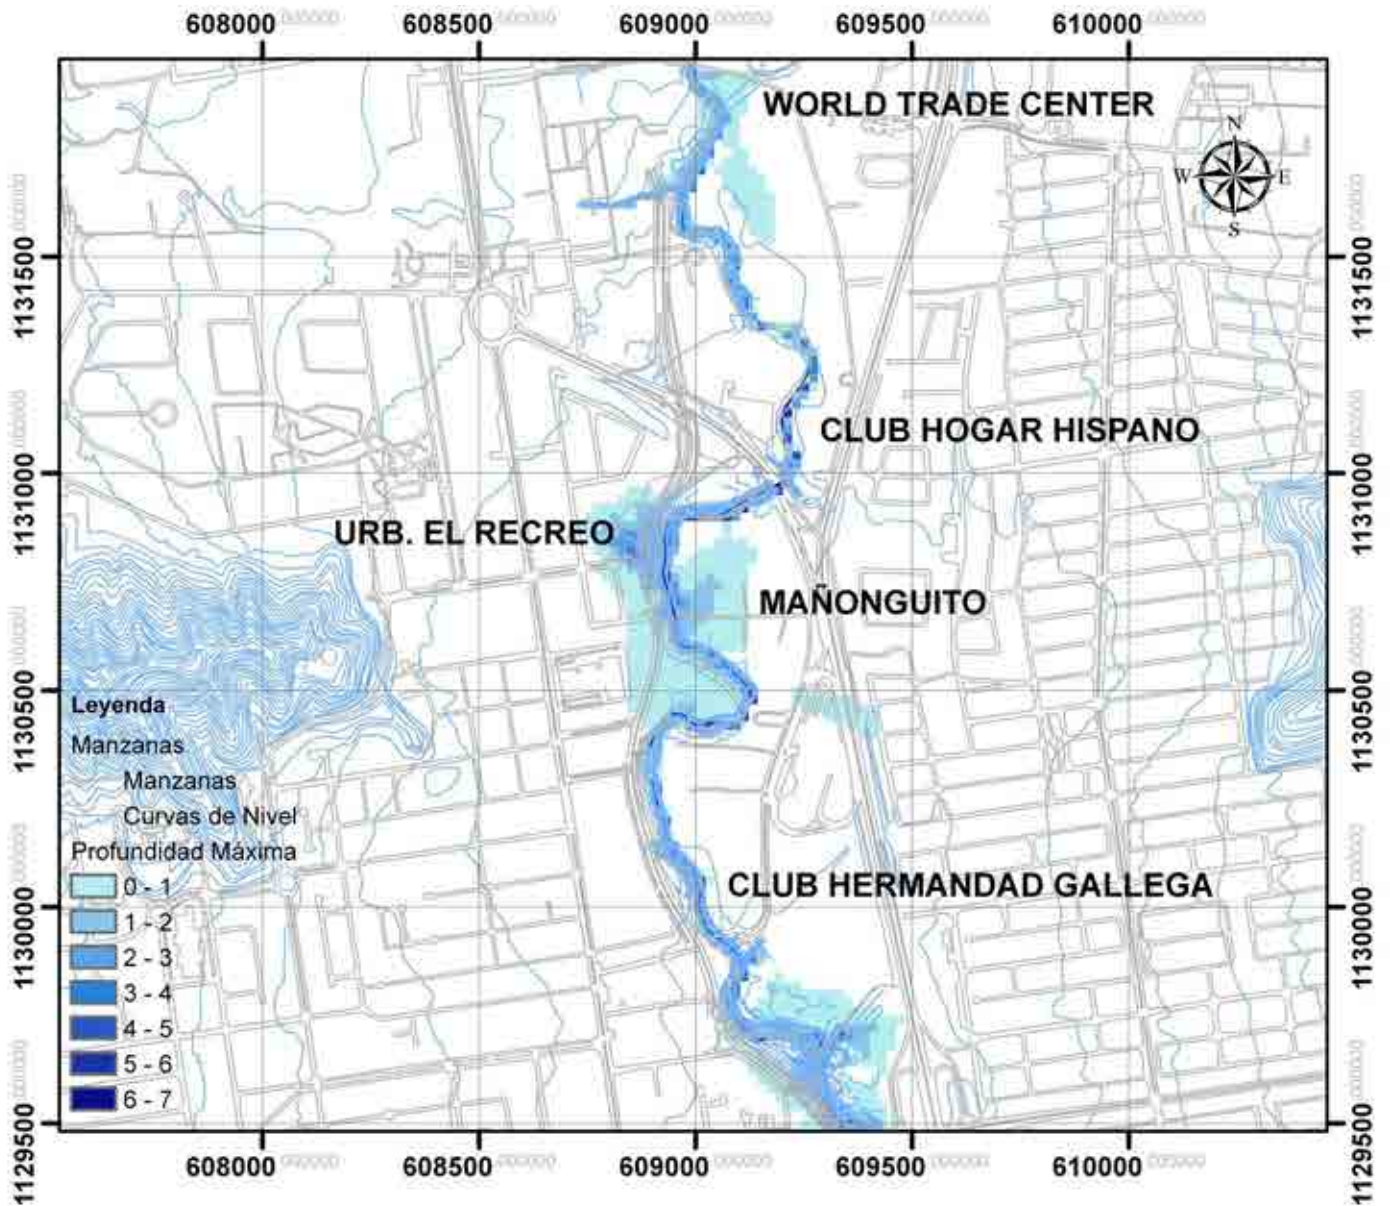 608000 608500 609000 609500 610000
WORLD TRADE CENTER
N
W E
S
1131500 1131500
CLUB HOGAR HISPANO
1131000 1131000
URB. EL RECREO
MAÑONGUITO
1130500 1130500
Leyenda
Manzanas
Manzanas
Curvas de Nivel
Profundidad Máxima
0 - 1
CLUB HERMANDAD GALLEGA
1130000 1130000
1 - 2
2 - 3
3 - 4
4 - 5
5 - 6
6 - 7
1129500 1129500
608000 608500 609000 609500 610000